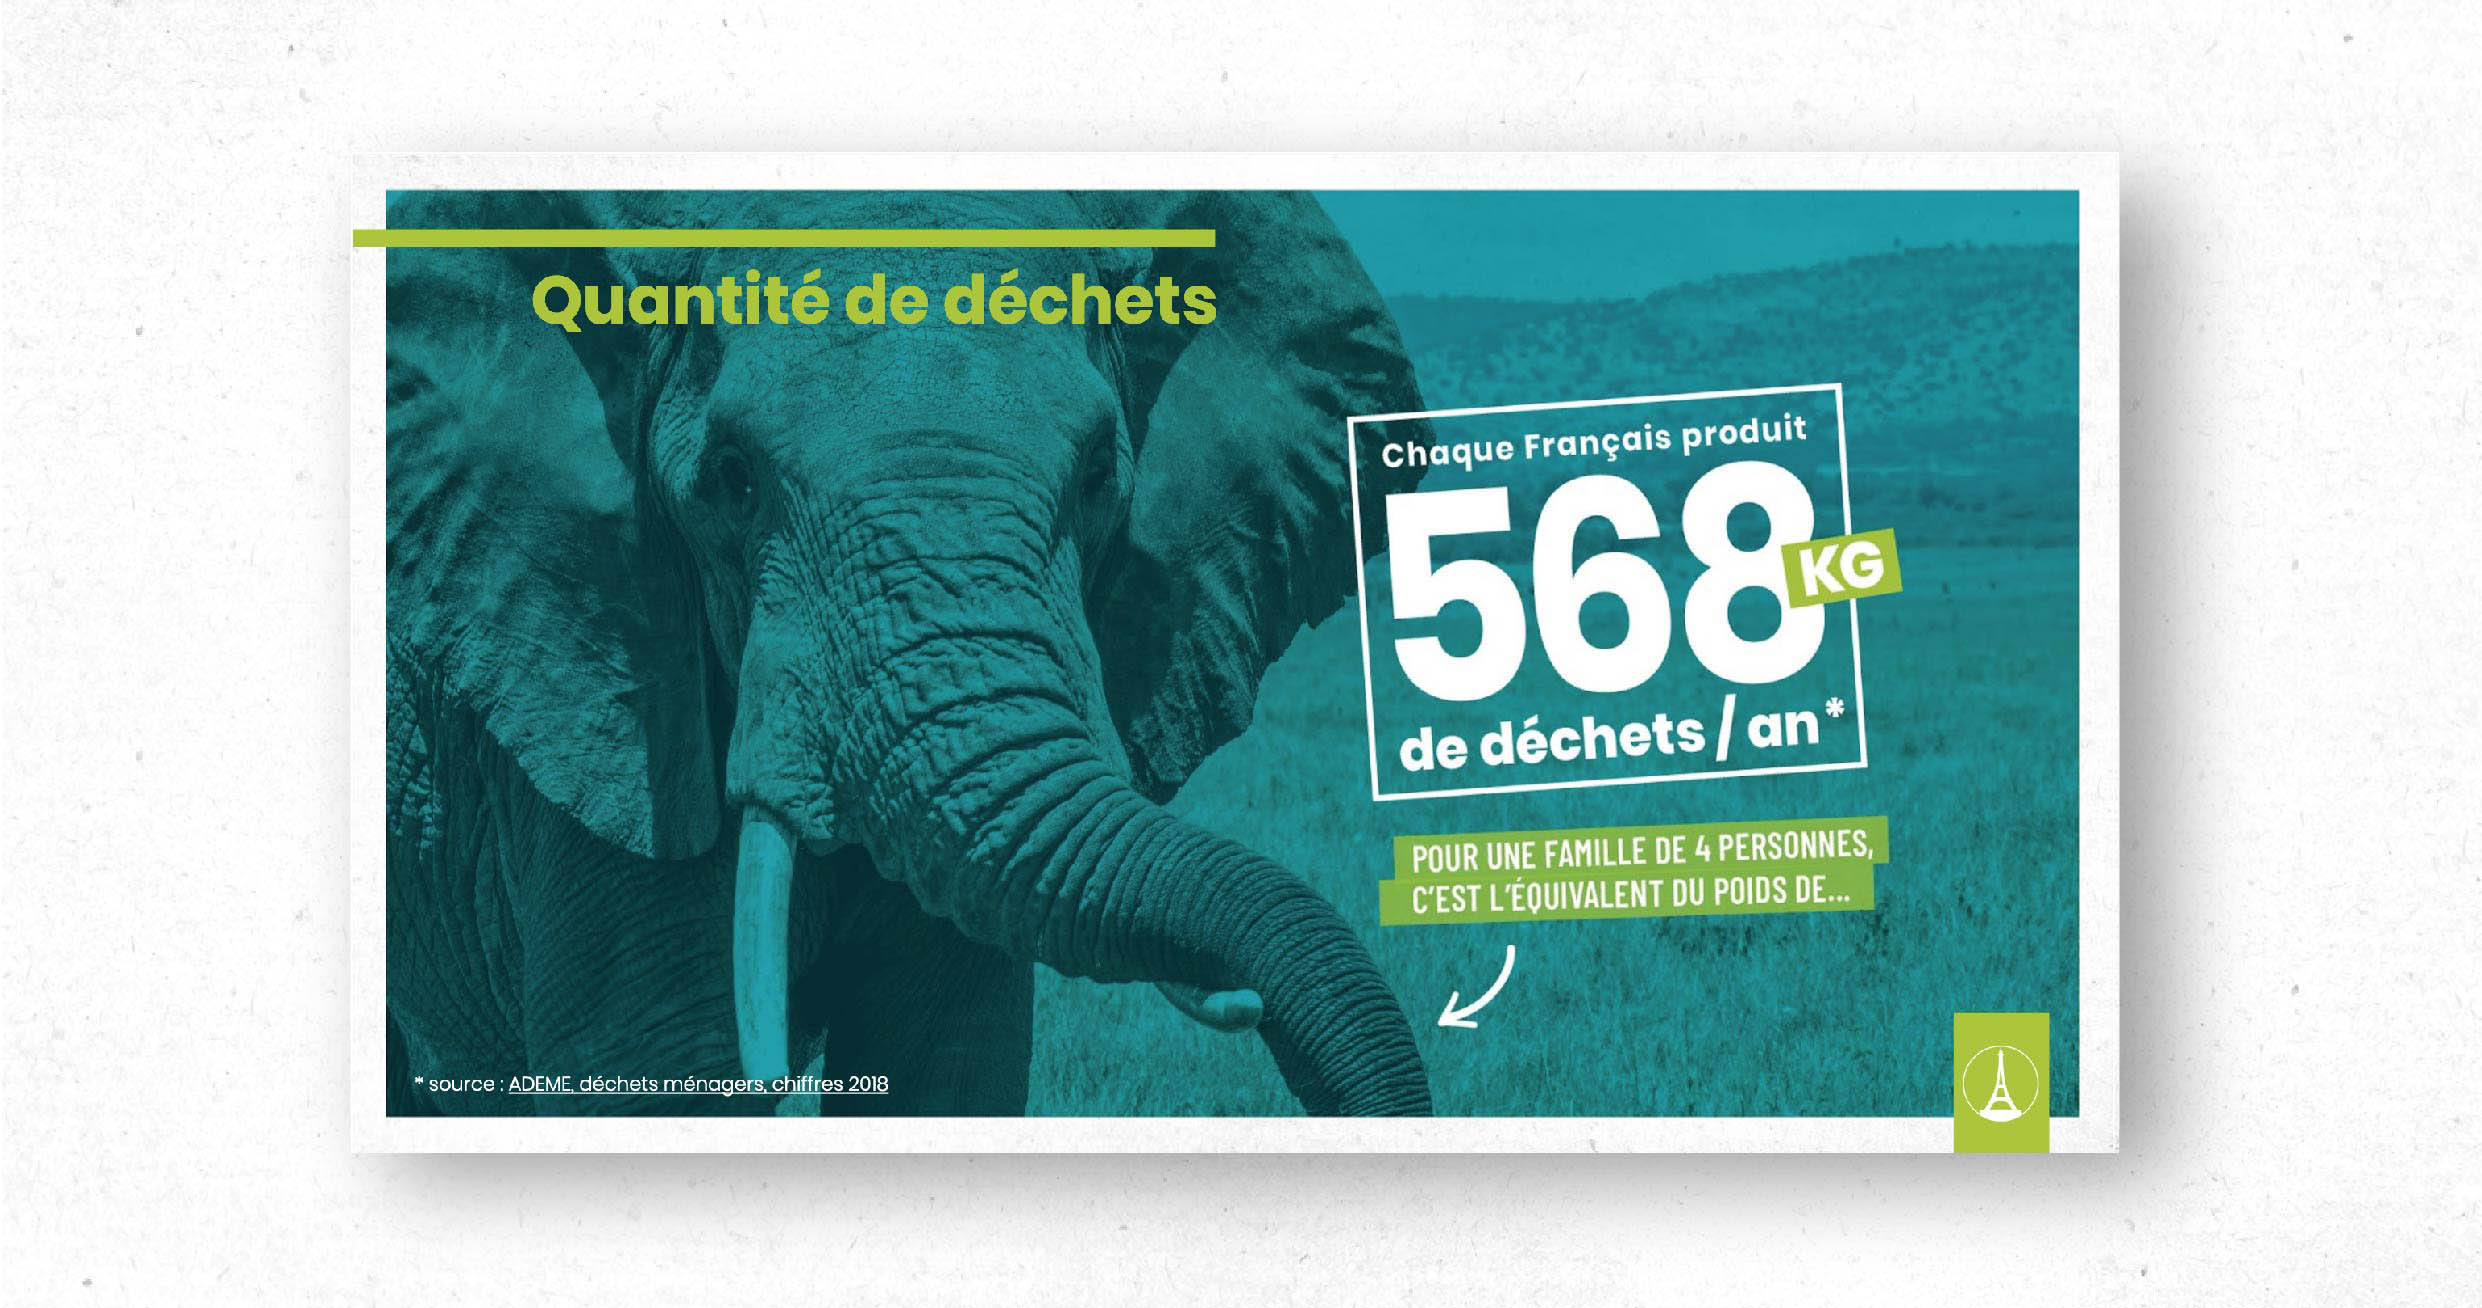 Quantité de déchets
Chaque Français produit
568
KG
de déchets / an*
POUR UNE FAMILLE DE 4 PERSONNES,
C'EST L'ÉQUIVALENT DU POIDS DE...
* source : ADEME, déchets ménagers, chiffres 2018